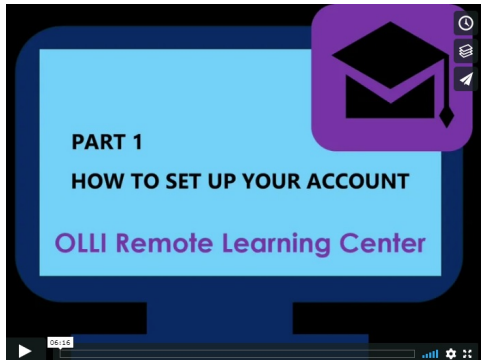 PART 1
HOW TO SET UP YOUR ACCOUNT
OLLI Remote Learning Center
06:16